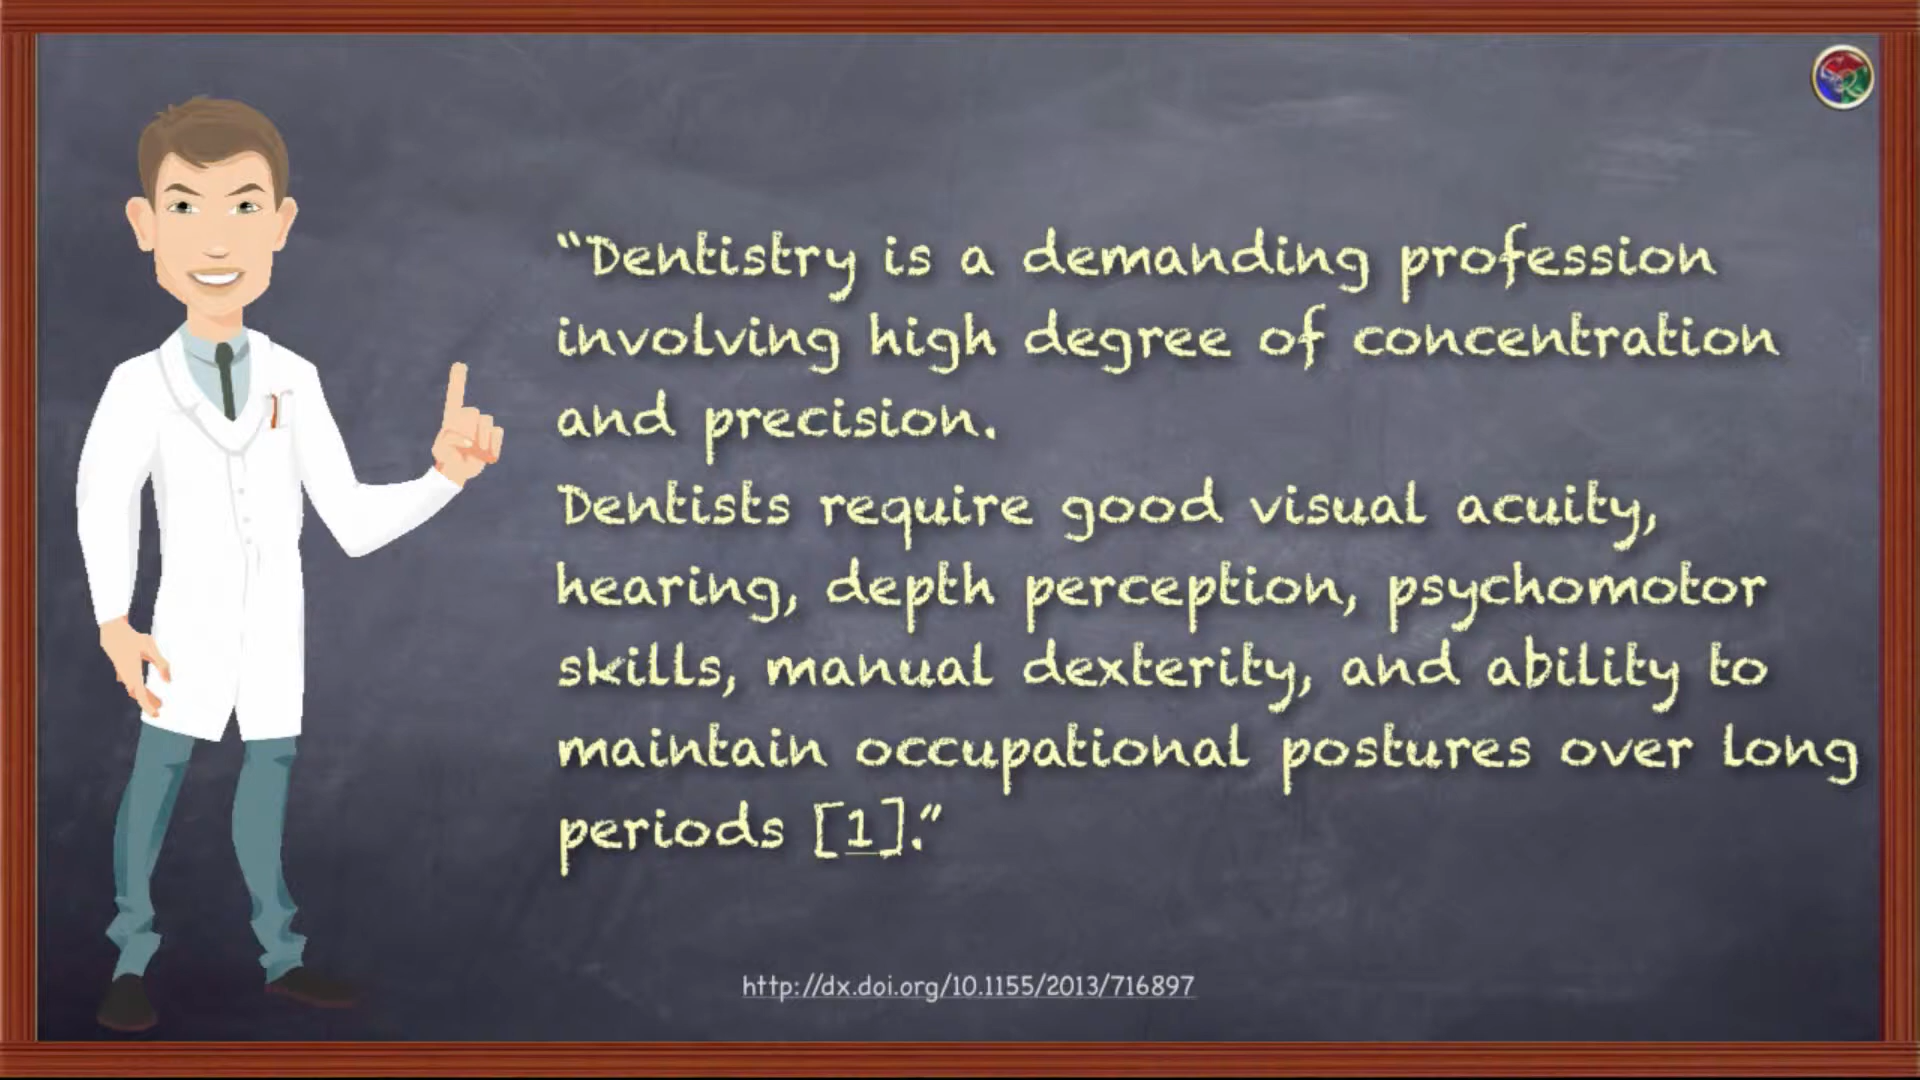 “Dentistry is a demanding profession
involving high degree of concentration
and precision.
Dentists require good visual acuity,
hearing, depth perception, psychomotor
skills, manual dexterity, and ability to
maintain occupational postures over long
periods [1].”
http://dx.doi.org/10.1155/2013/716897